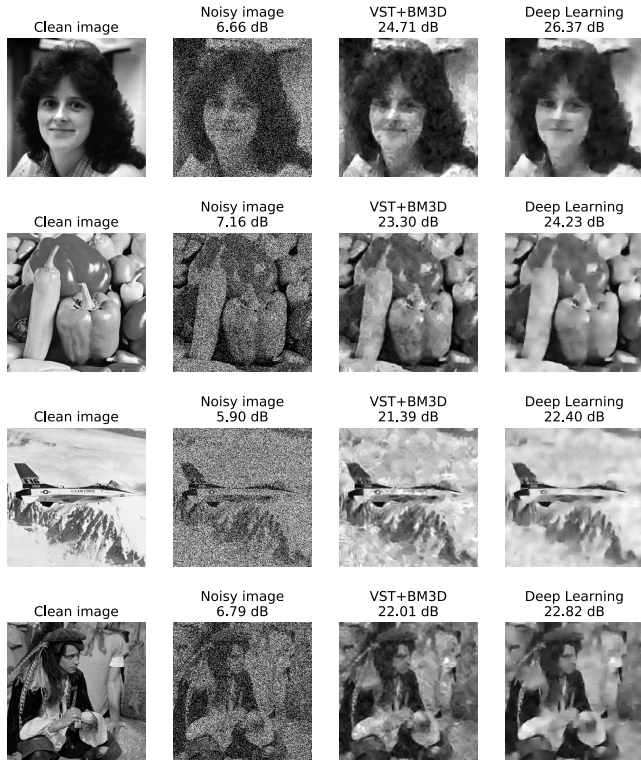 Clean image
Noisy image
6.66 dB
VST+BM3D
24.71 dB
Deep Learning
26.37 dB
Clean image
Noisy image
7.16 dB
VST+BM3D
23.30 dB
Deep Learning
24.23 dB
Clean image
Noisy image
5.90 dB
VST+BM3D
21.39 dB
Deep Learning
22.40 dB
U.S. AIR FORCE
Clean image
Noisy image
6.79 dB
VST+BM3D
22.01 dB
Deep Learning
22.82 dB